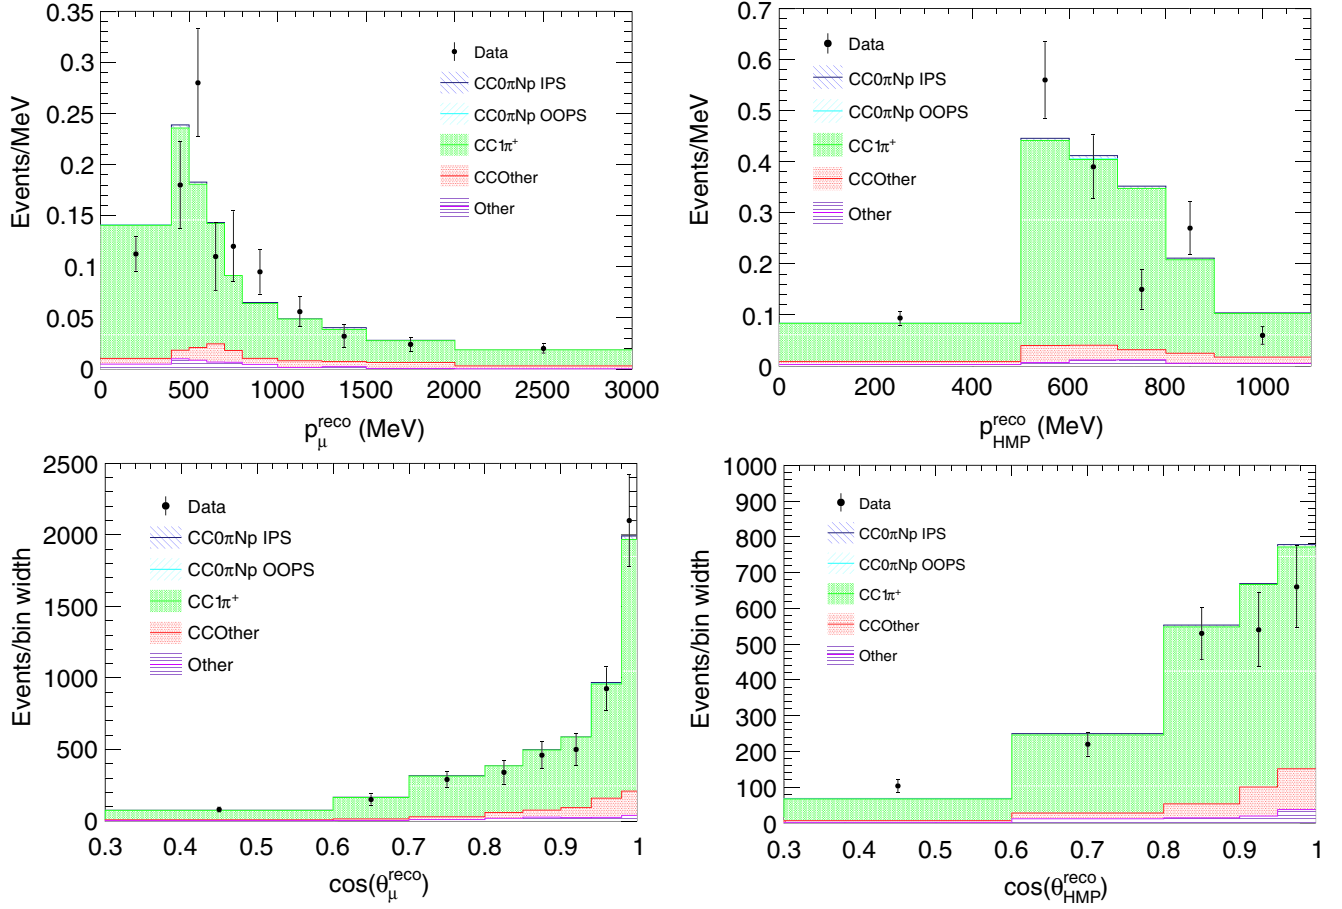 0.35
0.3
0.25
0.2
0.15
0.1
0.05
0
Events/MeV
Data
CC0πNp IPS
CC0πNp OOPS
CC1π⁺
CCOther
Other
0 500 1000 1500 2000 2500 3000
p_μ^reco (MeV)
0.7
0.6
0.5
0.4
0.3
0.2
0.1
0
Events/MeV
Data
CC0πNp IPS
CC0πNp OOPS
CC1π⁺
CCOther
Other
0 200 400 600 800 1000
p_HMP^reco (MeV)
2500
2000
1500
1000
500
0
Events/bin width
Data
CC0πNp IPS
CC0πNp OOPS
CC1π⁺
CCOther
Other
0.3 0.4 0.5 0.6 0.7 0.8 0.9 1
cos(θ_μ^reco)
1000
900
800
700
600
500
400
300
200
100
0
Events/bin width
Data
CC0πNp IPS
CC0πNp OOPS
CC1π⁺
CCOther
Other
0.3 0.4 0.5 0.6 0.7 0.8 0.9 1
cos(θ_HMP^reco)